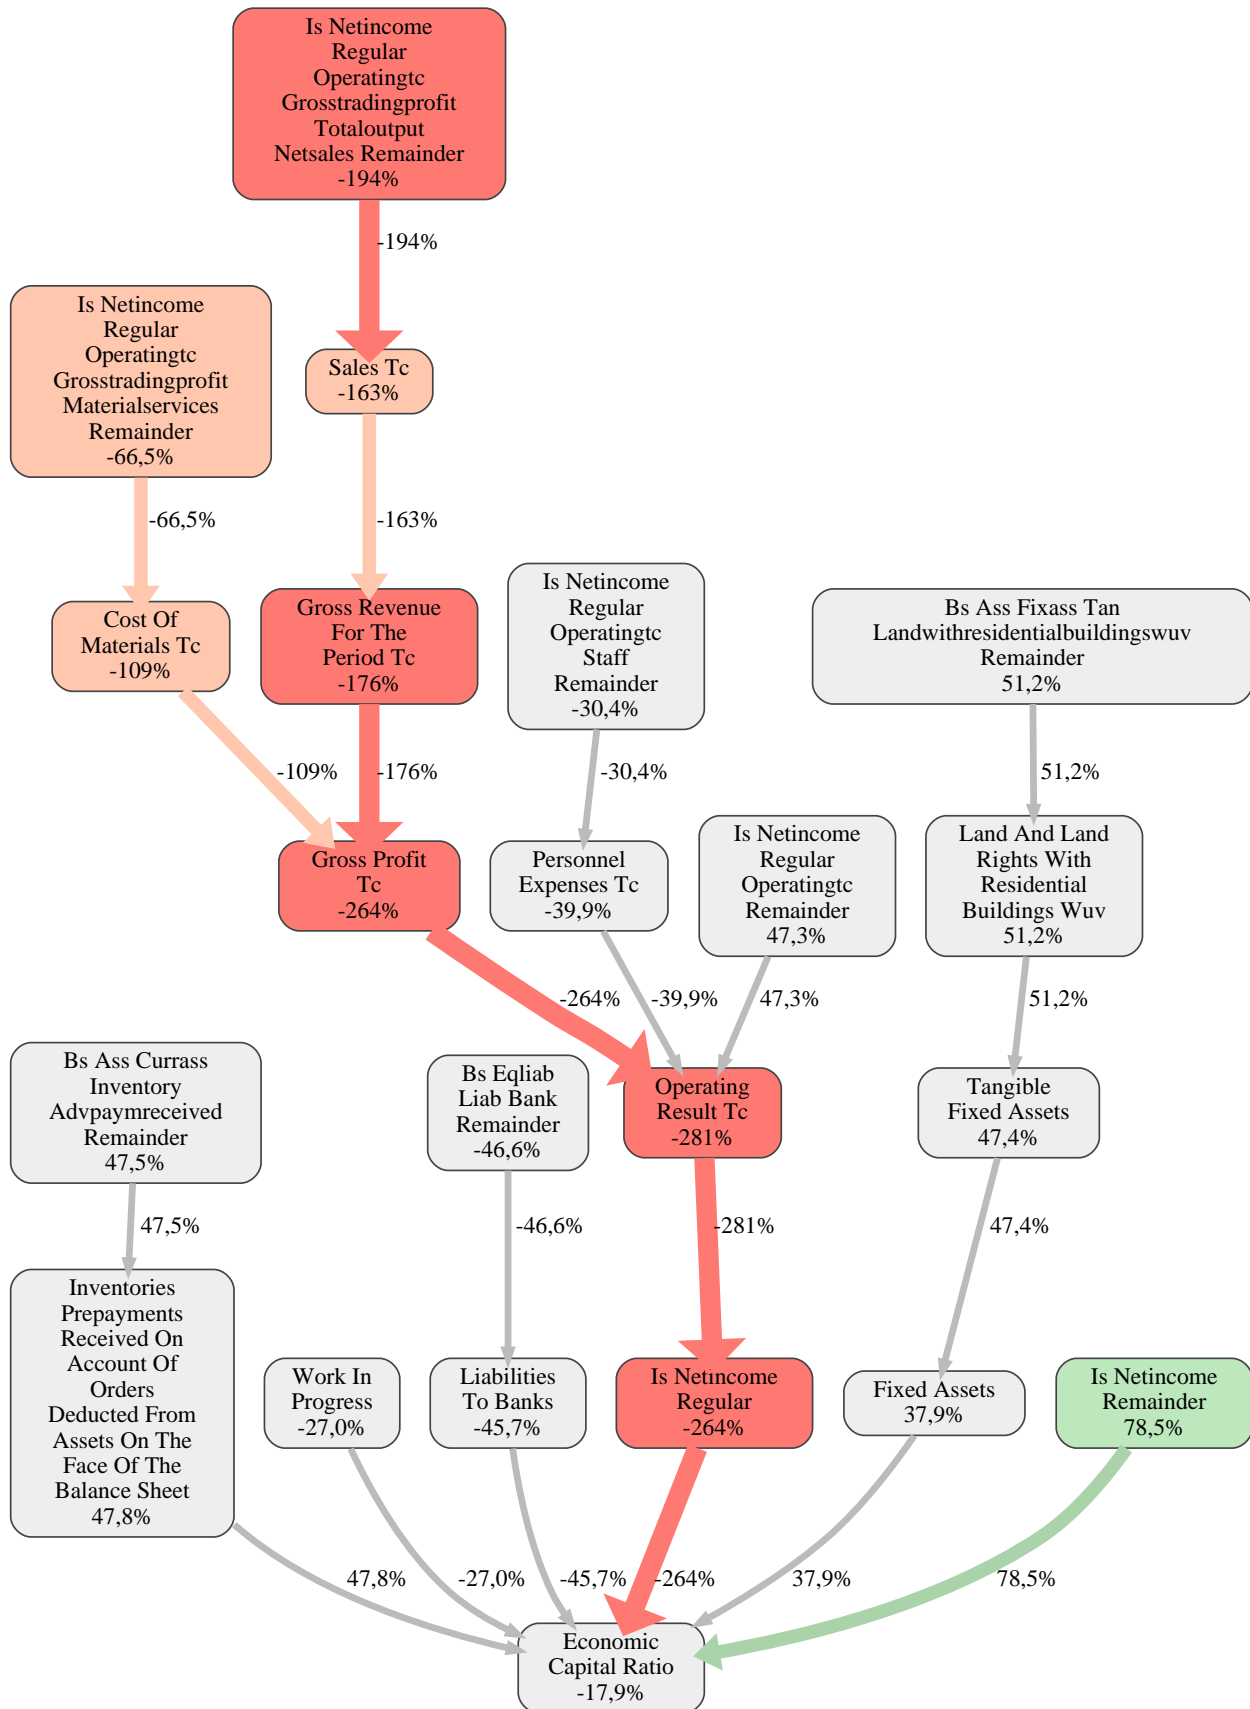 Is Netincome
Regular
Operatingtc
Grosstradingprofit
Totaloutput
Netsales Remainder
-194%
-194%
Is Netincome
Regular
Operatingtc
Grosstradingprofit
Materialservices
Remainder
-66,5%
Sales Tc
-163%
-66,5%
-163%
Cost Of
Materials Tc
-109%
Gross Revenue
For The
Period Tc
-176%
Is Netincome
Regular
Operatingtc
Staff
Remainder
-30,4%
Bs Ass Fixass Tan
Landwithresidentialbuildingswuv
Remainder
51,2%
-109%
-176%
-30,4%
51,2%
Gross Profit
Tc
-264%
Personnel
Expenses Tc
-39,9%
Is Netincome
Regular
Operatingtc
Remainder
47,3%
Land And Land
Rights With
Residential
Buildings Wuv
51,2%
-264%
-39,9%
47,3%
51,2%
Bs Ass Currass
Inventory
Advpaymreceived
Remainder
47,5%
Bs Eqliab
Liab Bank
Remainder
-46,6%
Operating
Result Tc
-281%
Tangible
Fixed Assets
47,4%
47,5%
-46,6%
-281%
47,4%
Inventories
Prepayments
Received On
Account Of
Orders
Deducted From
Assets On The
Face Of The
Balance Sheet
47,8%
Work In
Progress
-27,0%
Liabilities
To Banks
-45,7%
Is Netincome
Regular
-264%
Fixed Assets
37,9%
Is Netincome
Remainder
78,5%
47,8%
-27,0%
-45,7%
-264%
37,9%
78,5%
Economic
Capital Ratio
-17,9%